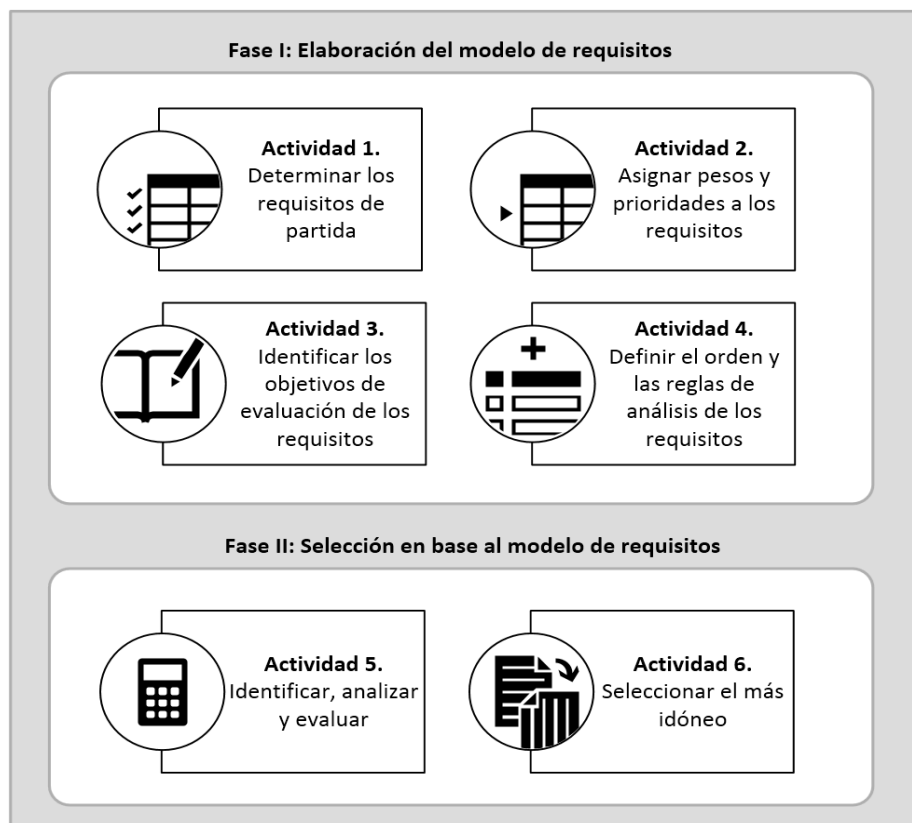 Fase I: Elaboración del modelo de requisitos
Actividad 1.
Determinar los
requisitos de
partida
Actividad 2.
Asignar pesos y
prioridades a los
requisitos
Actividad 3.
Identificar los
objetivos de
evaluación de los
requisitos
Actividad 4.
Definir el orden y
las reglas de
análisis de los
requisitos
Fase II: Selección en base al modelo de requisitos
Actividad 5.
Identificar, analizar
y evaluar
Actividad 6.
Seleccionar el más
idóneo